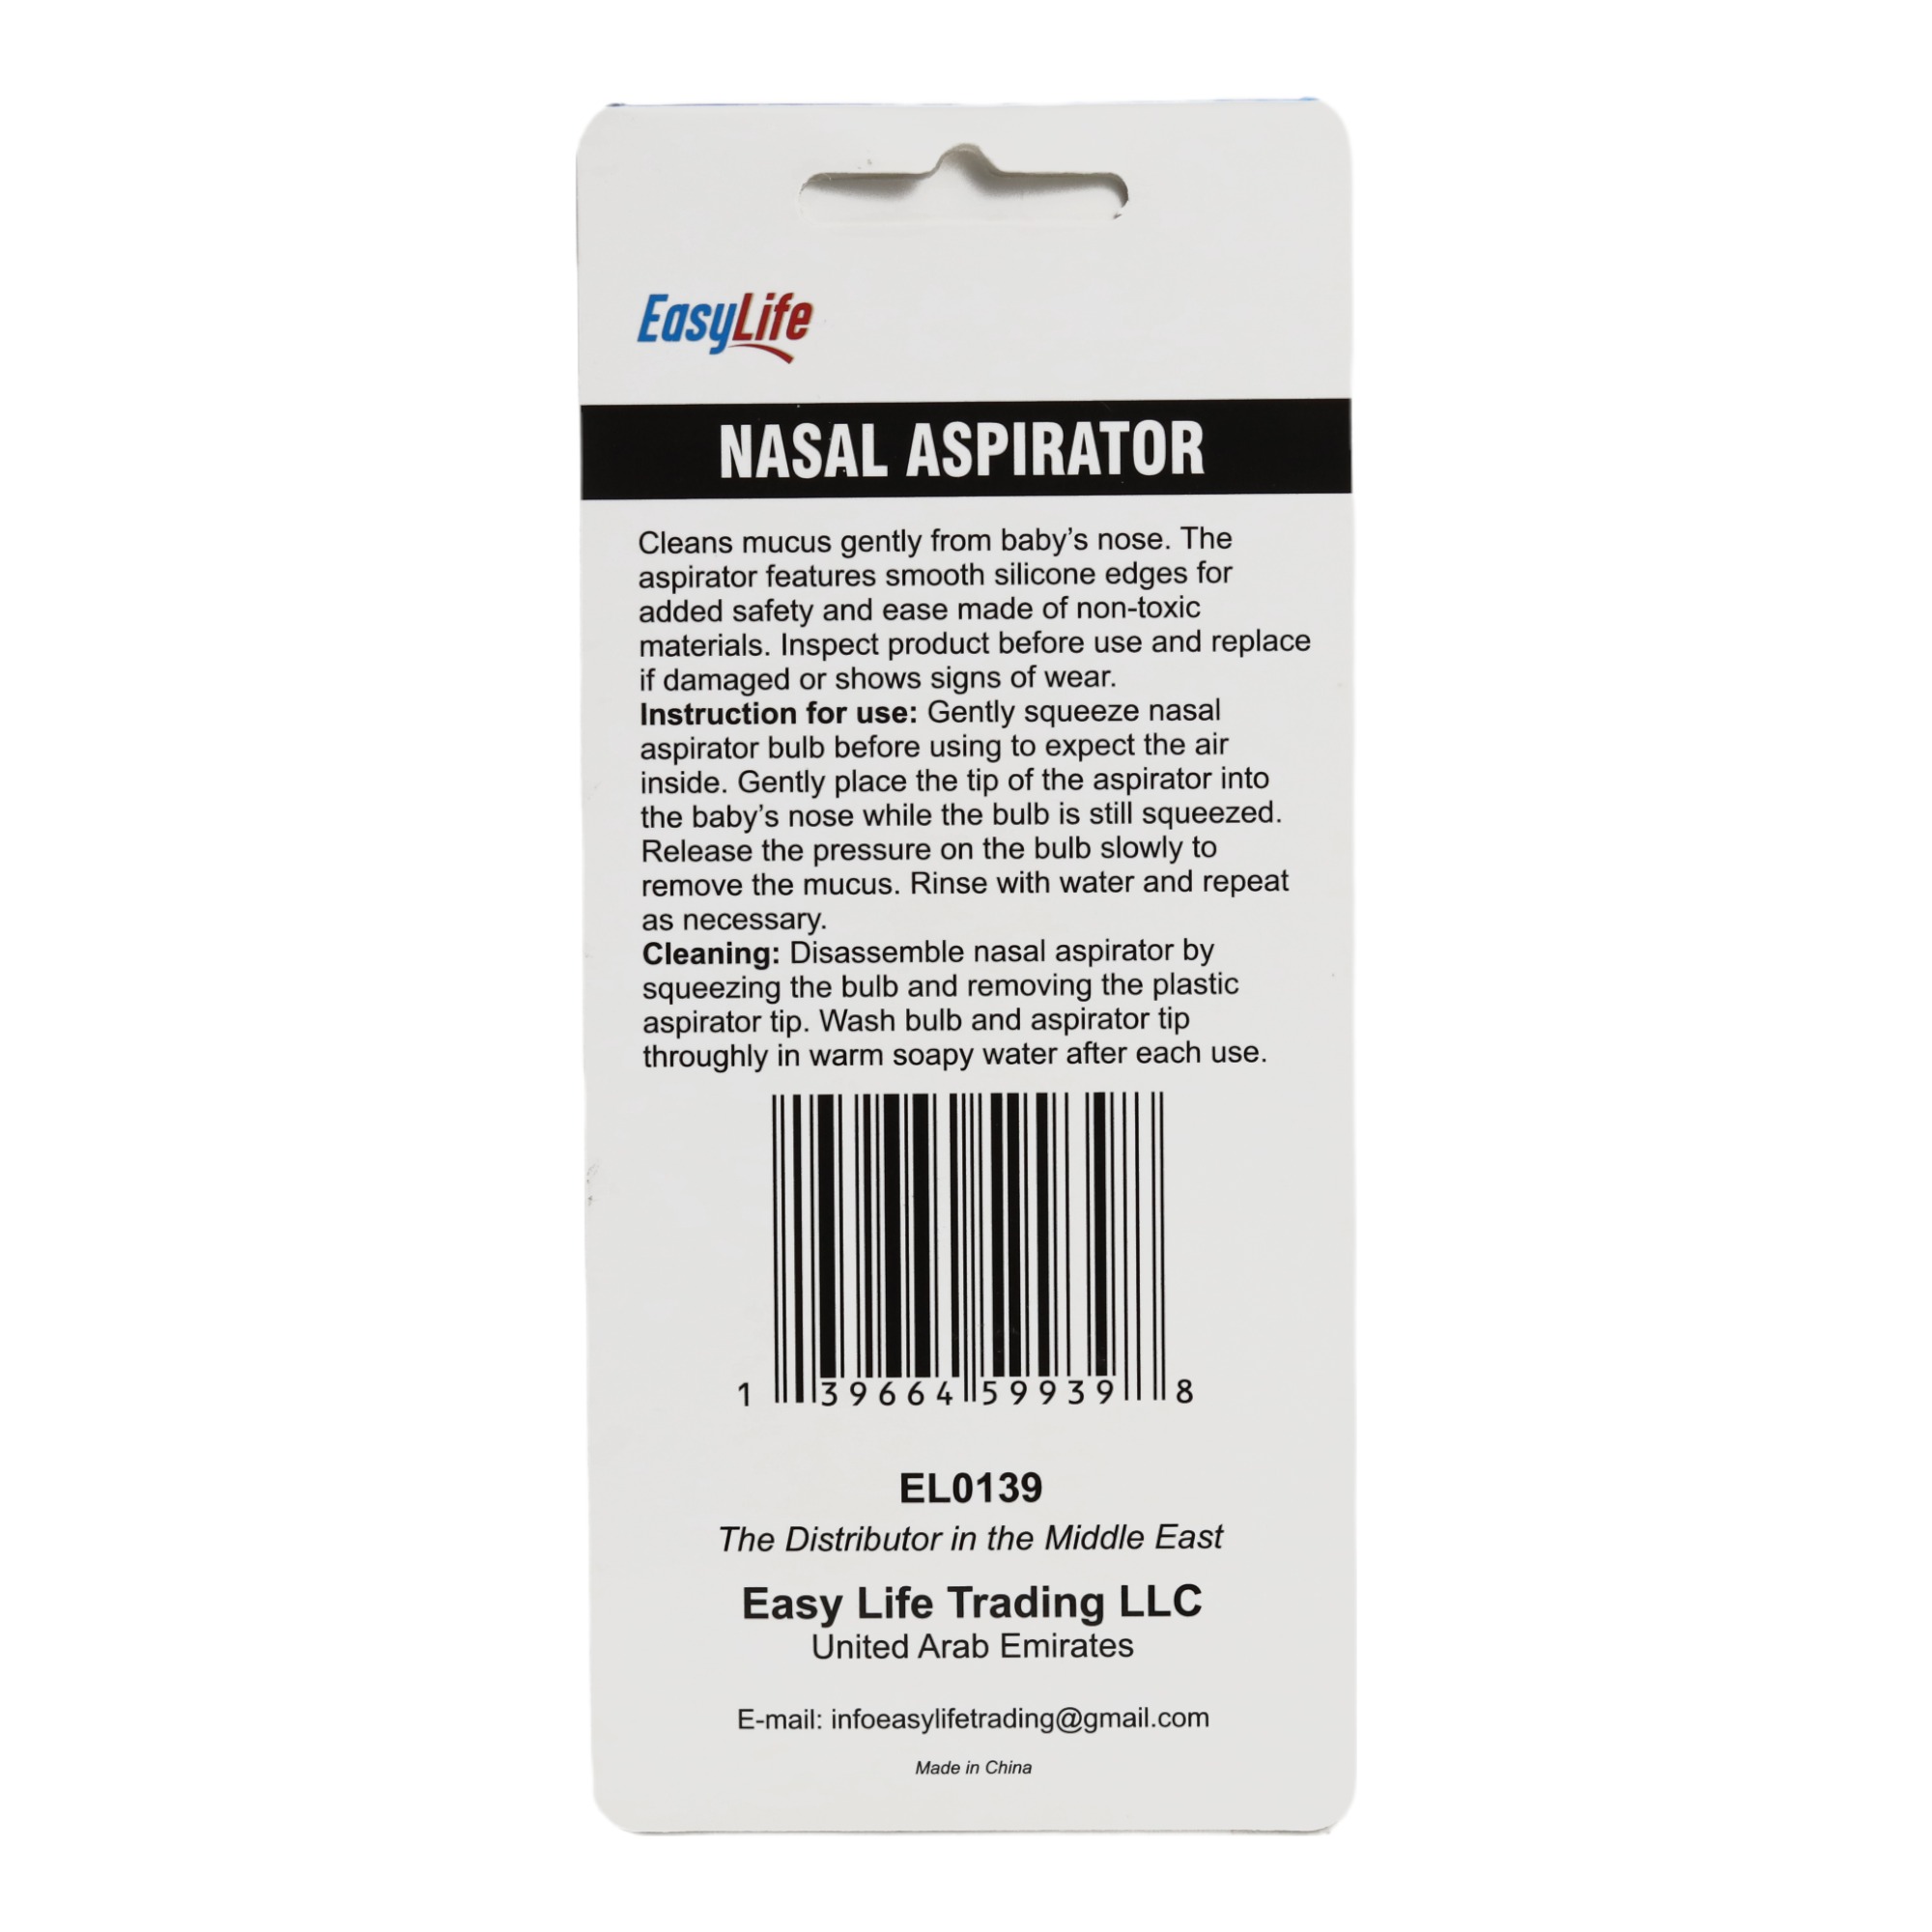 EasyLife
NASAL ASPIRATOR
Cleans mucus gently from baby's nose. The
aspirator features smooth silicone edges for
added safety and ease made of non-toxic
materials. Inspect product before use and replace
if damaged or shows signs of wear.
Instruction for use: Gently squeeze nasal
aspirator bulb before using to expect the air
inside. Gently place the tip of the aspirator into
the baby's nose while the bulb is still squeezed.
Release the pressure on the bulb slowly to
remove the mucus. Rinse with water and repeat
as necessary.
Cleaning: Disassemble nasal aspirator by
squeezing the bulb and removing the plastic
aspirator tip. Wash bulb and aspirator tip
throughly in warm soapy water after each use.
1 39664 59939 8
EL0139
The Distributor in the Middle East
Easy Life Trading LLC
United Arab Emirates
E-mail: infoeasylifetrading@gmail.com
Made in China